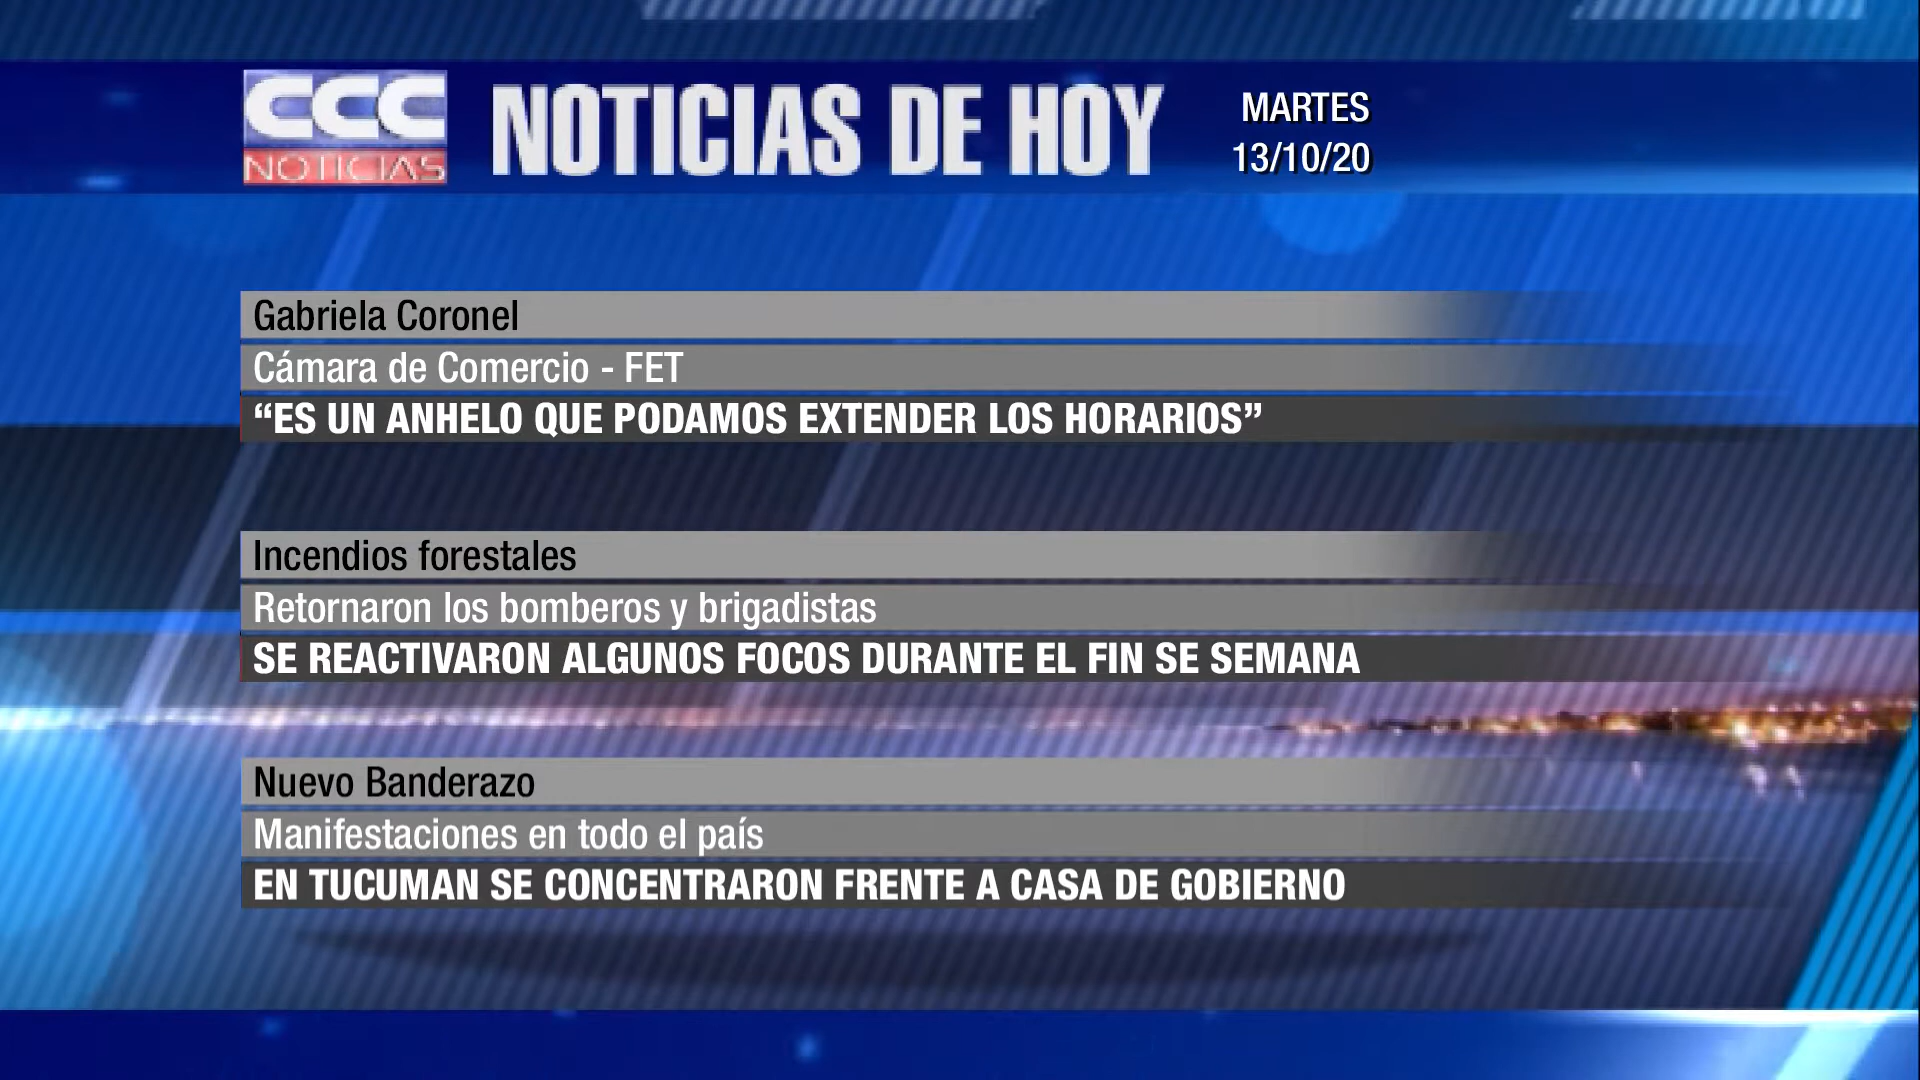 CCC
NOTICIAS
NOTICIAS DE HOY
MARTES
13/10/20
Gabriela Coronel
Cámara de Comercio - FET
“ES UN ANHELO QUE PODAMOS EXTENDER LOS HORARIOS”
Incendios forestales
Retornaron los bomberos y brigadistas
SE REACTIVARON ALGUNOS FOCOS DURANTE EL FIN SE SEMANA
Nuevo Banderazo
Manifestaciones en todo el país
EN TUCUMAN SE CONCENTRARON FRENTE A CASA DE GOBIERNO